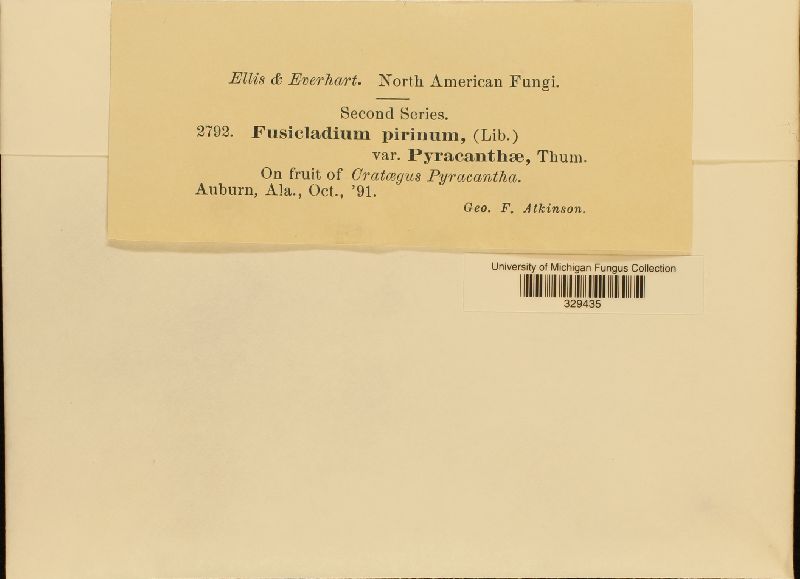 Ellis & Everhart. North American Fungi.
Second Series.
2792. Fusicladium pirinum, (Lib.)
var. Pyracanthæ, Thum.
On fruit of Cratægus Pyracantha.
Auburn, Ala., Oct., '91.
Geo. F. Atkinson.
University of Michigan Fungus Collection
329435